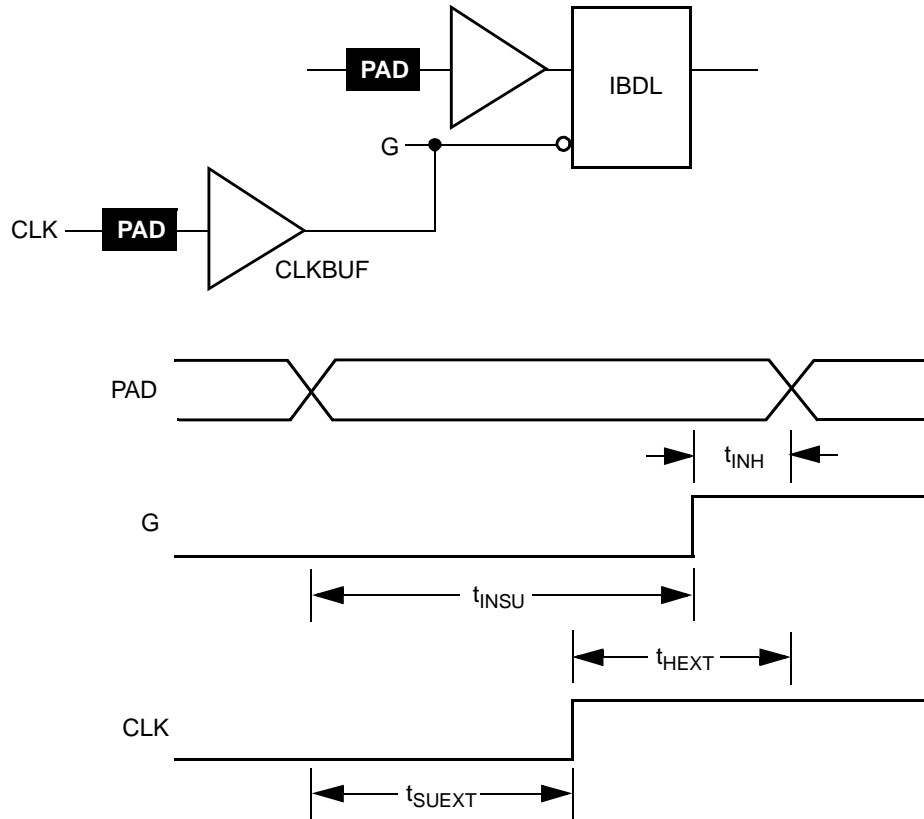 PAD
IBDL
G
CLK PAD
CLKBUF
PAD
tINH
G
tINSU
tHEXT
CLK
tSUEXT